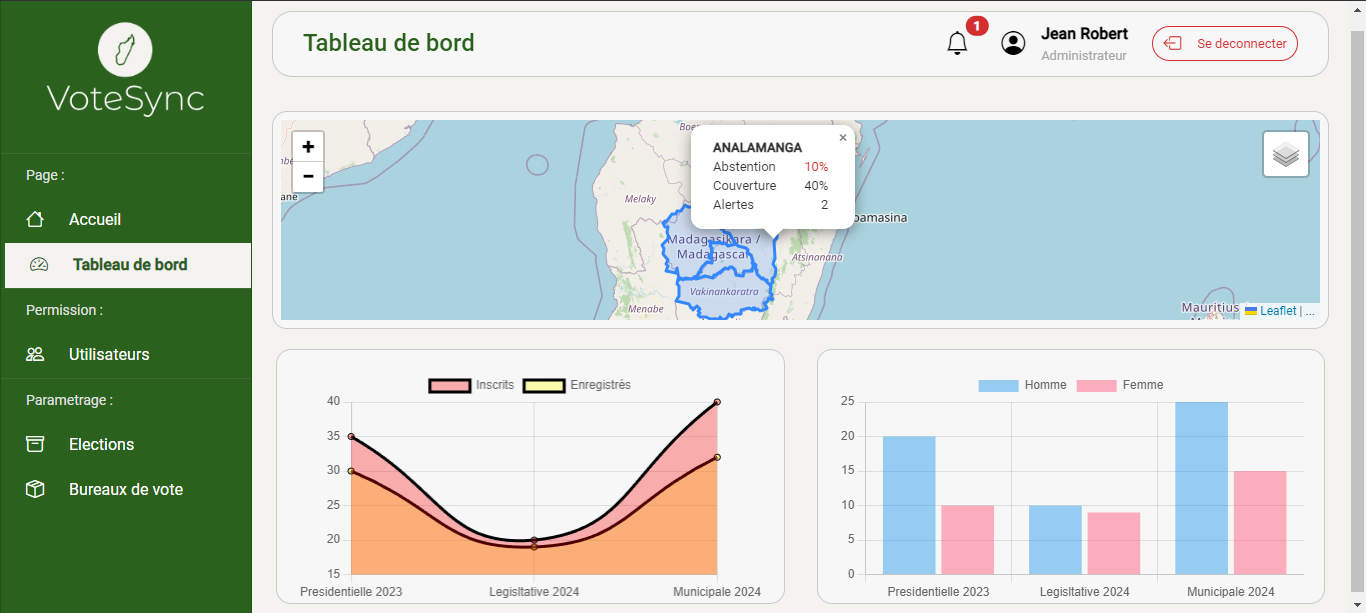 VoteSync
Page :
Accueil
Tableau de bord
Permission :
Utilisateurs
Parametrage :
Elections
Bureaux de vote
Tableau de bord
1
Jean Robert
Administrateur
Se deconnecter
+
−
ane
Melaky
Madagasikara /
Madagascar
Vakinankaratra
Menabe
Atsinanana
oamasina
Mauritius
ANALAMANGA
×
Abstention 10%
Couverture 40%
Alertes 2
Leaflet | ...
Inscrits Enregistrés
40
35
30
25
20
15
Presidentielle 2023 Legisltative 2024 Municipale 2024
Homme Femme
25
20
15
10
5
0
Presidentielle 2023 Legisltative 2024 Municipale 2024